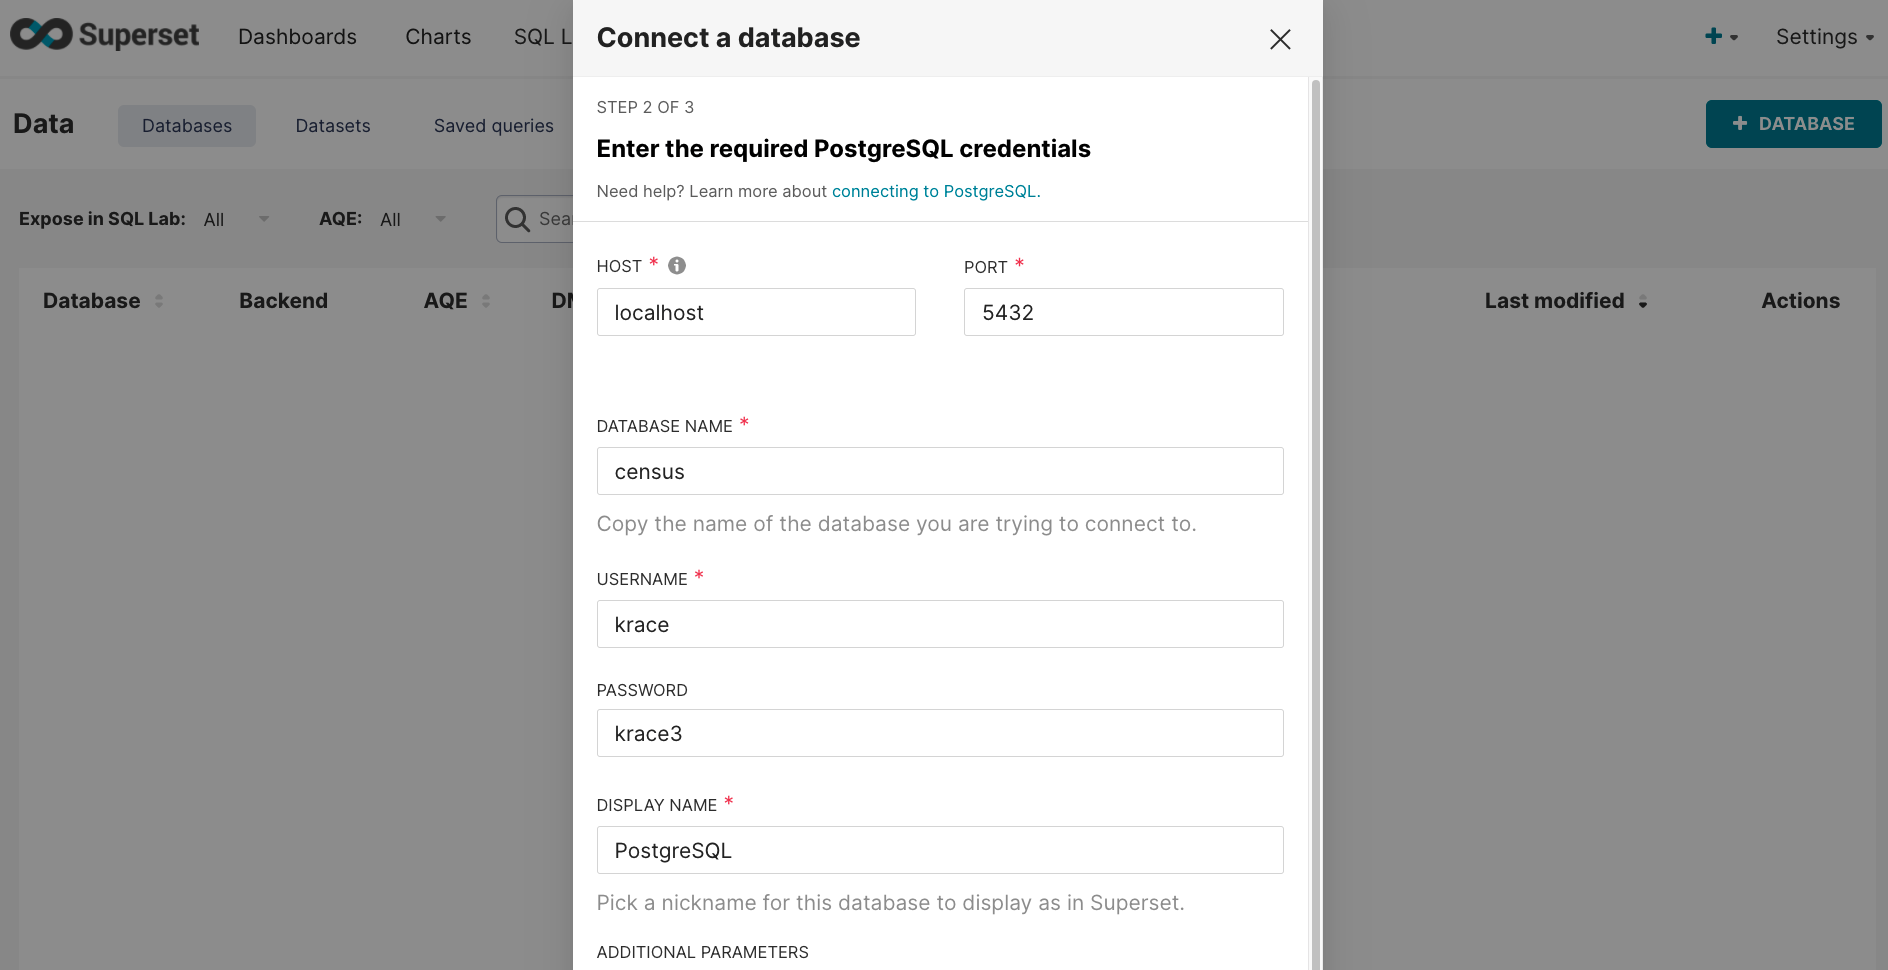 Superset Dashboards Charts SQL L Settings
Connect a database
Data Databases Datasets Saved queries + DATABASE
STEP 2 OF 3
Enter the required PostgreSQL credentials
Need help? Learn more about connecting to PostgreSQL.
Expose in SQL Lab: All AQE: All Sea
HOST * PORT *
localhost 5432
Database Backend AQE DM Last modified Actions
DATABASE NAME *
census
Copy the name of the database you are trying to connect to.
USERNAME *
krace
PASSWORD
krace3
DISPLAY NAME *
PostgreSQL
Pick a nickname for this database to display as in Superset.
ADDITIONAL PARAMETERS